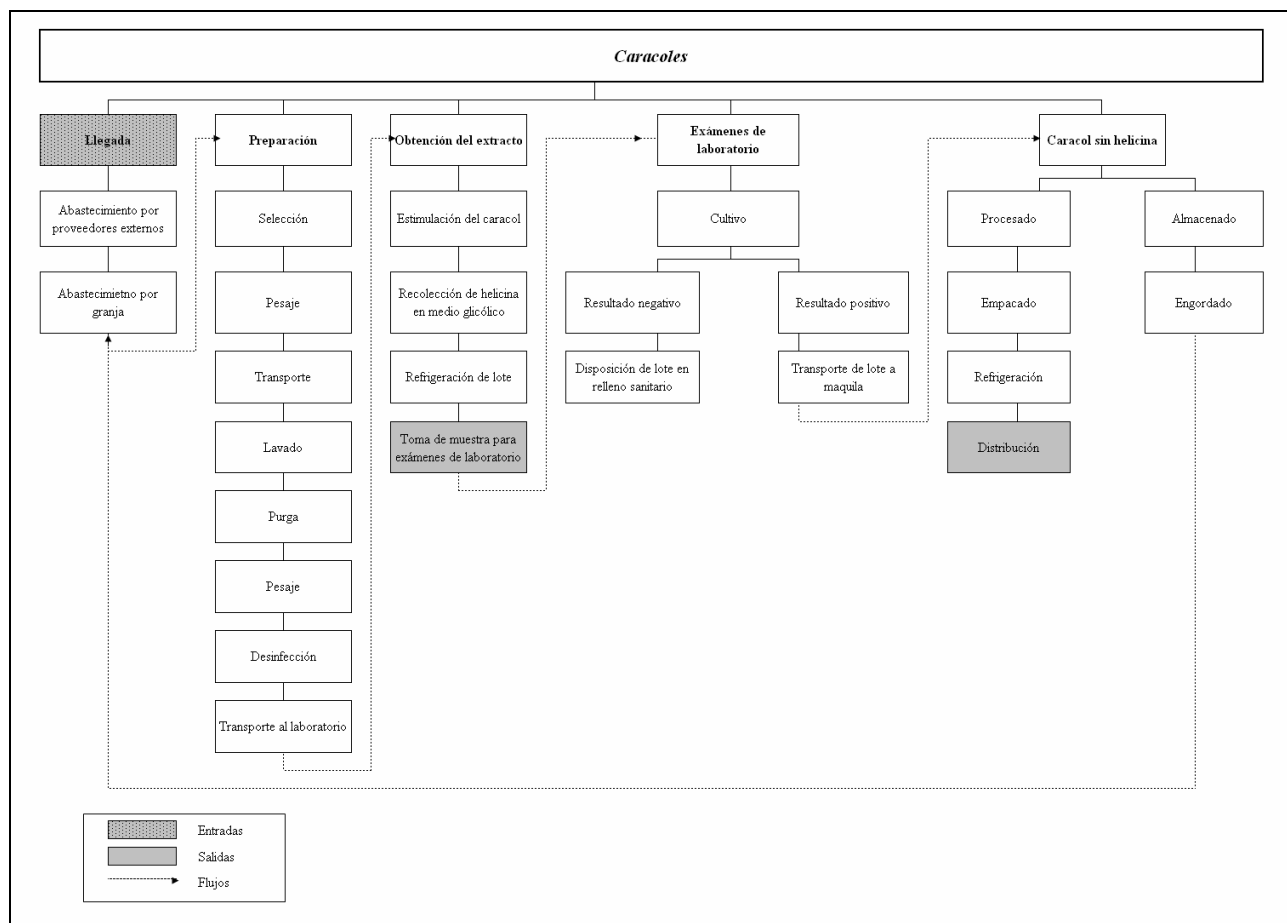 Caracoles
Llegada
Abastecimiento por
proveedores externos
Abastecimietno por
granja
Preparación
Selección
Pesaje
Transporte
Lavado
Purga
Pesaje
Desinfección
Transporte al laboratorio
Obtención del extracto
Estimulación del caracol
Recolección de helicina
en medio glicólico
Refrigeración de lote
Toma de muestra para
exámenes de laboratorio
Exámenes de
laboratorio
Cultivo
Resultado negativo
Disposición de lote en
relleno sanitario
Resultado positivo
Transporte de lote a
maquila
Caracol sin helicina
Procesado
Empacado
Refrigeración
Distribución
Almacenado
Engordado
Entradas
Salidas
Flujos